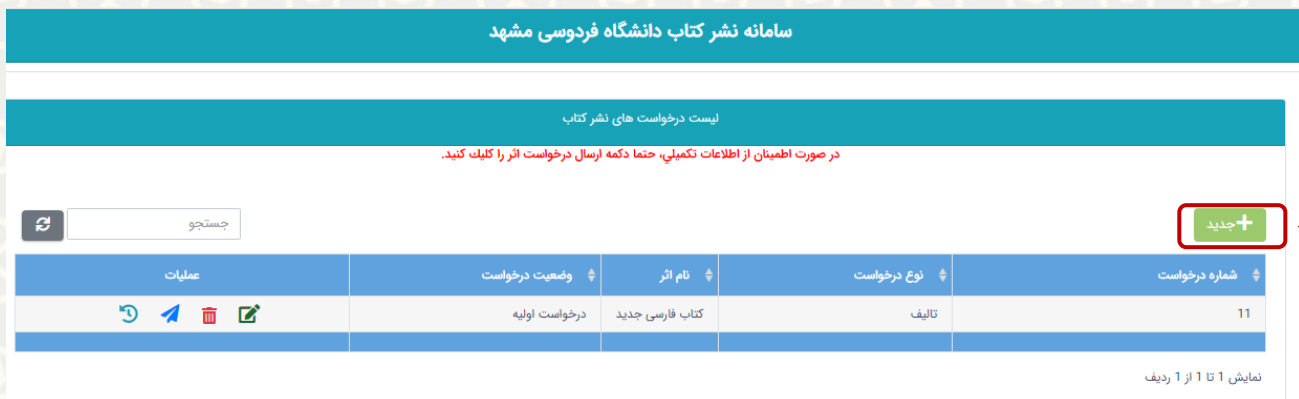 سامانه نشر کتاب دانشگاه فردوسی مشهد
لیست درخواست های نشر کتاب
در صورت اطمینان از اطلاعات تکمیلي، حتما دکمه ارسال درخواست اثر را کلیك کنید.
جدید
جستجو
شماره درخواست نوع درخواست نام اثر وضعیت درخواست عملیات
11 تالیف کتاب فارسی جدید درخواست اولیه
نمایش 1 تا 1 از 1 ردیف